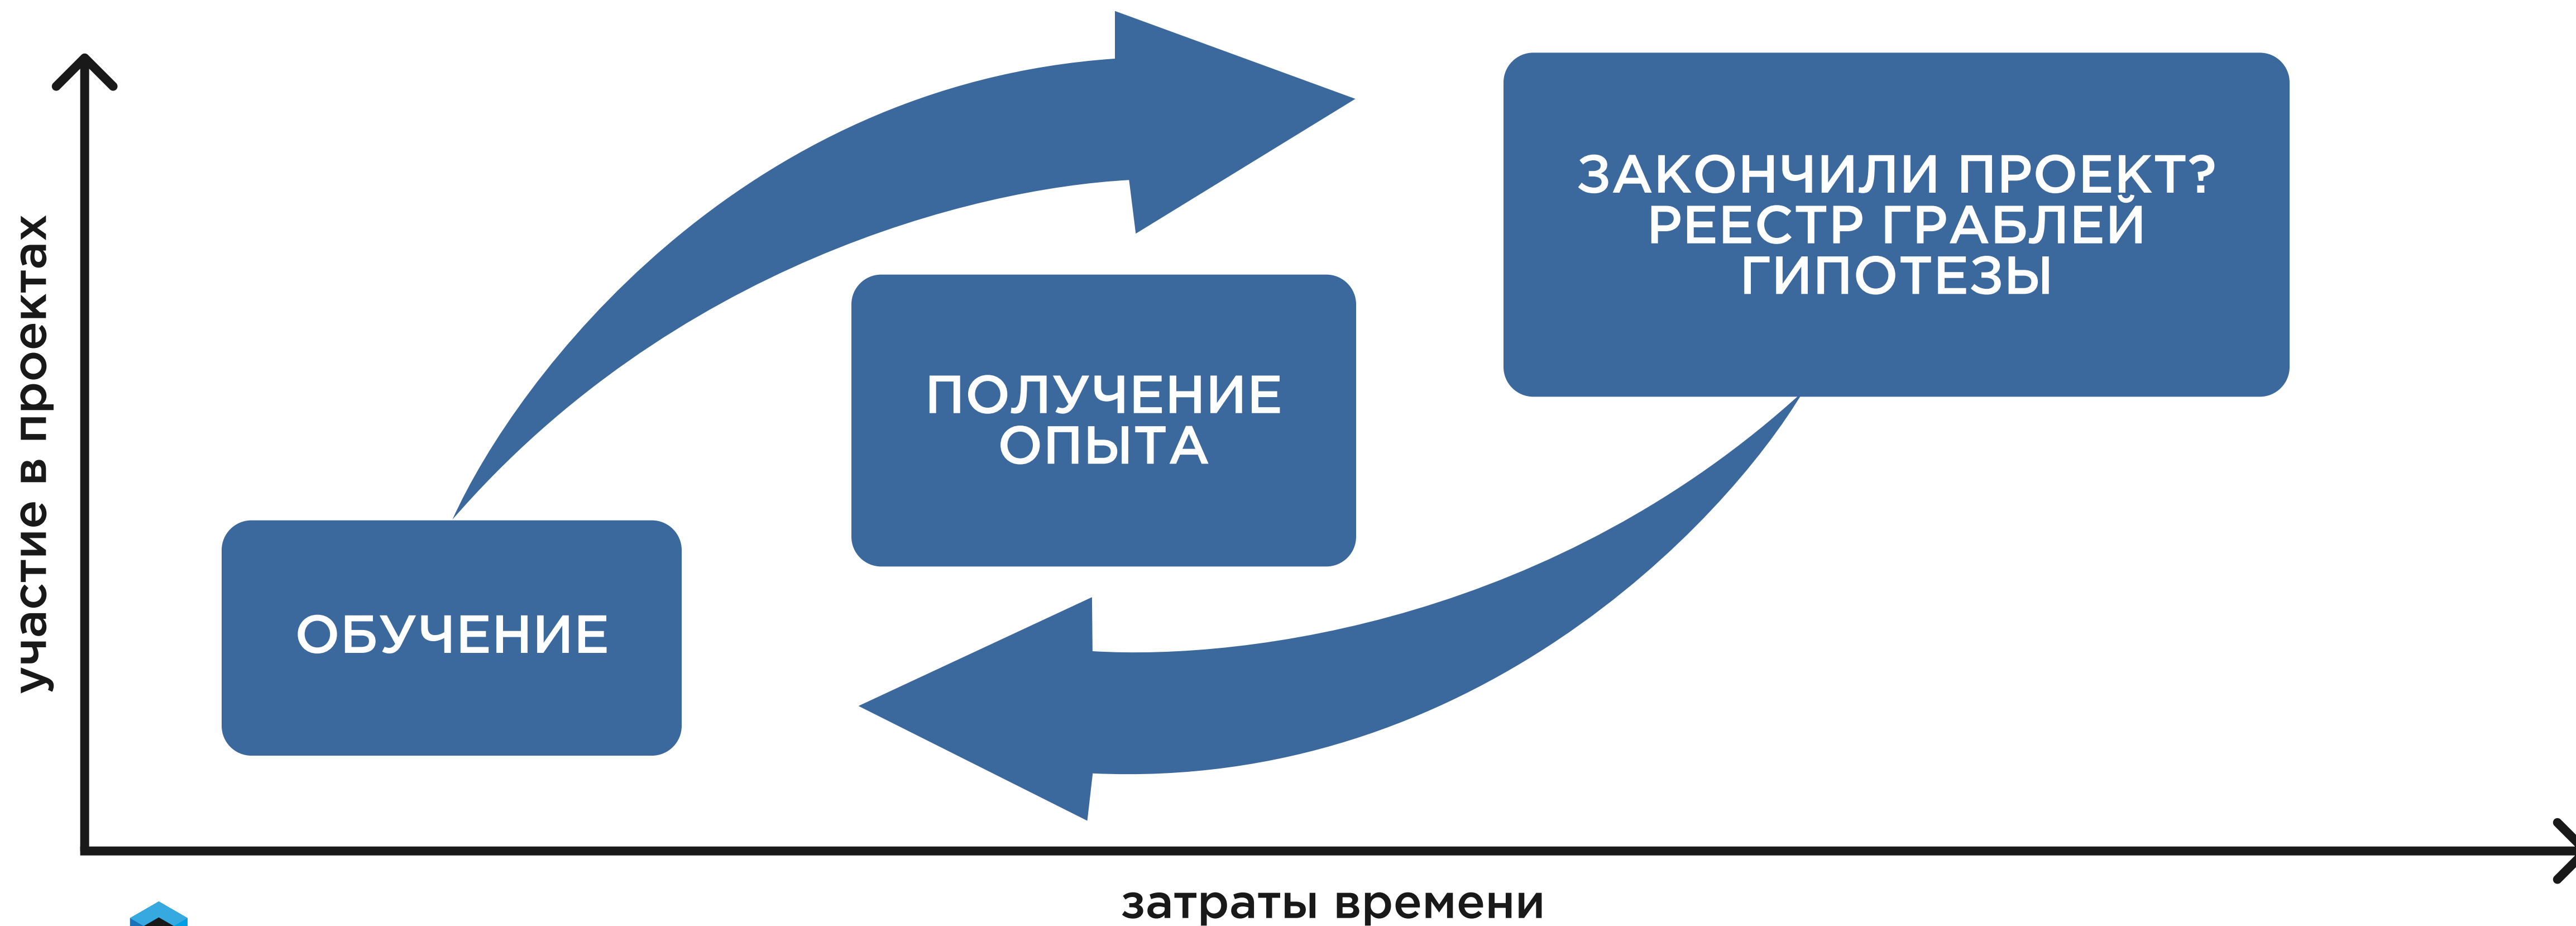 участие в проектах
ЗАКОНЧИЛИ ПРОЕКТ?
РЕЕСТР ГРАБЛЕЙ
ГИПОТЕЗЫ
ПОЛУЧЕНИЕ
ОПЫТА
ОБУЧЕНИЕ
затраты времени